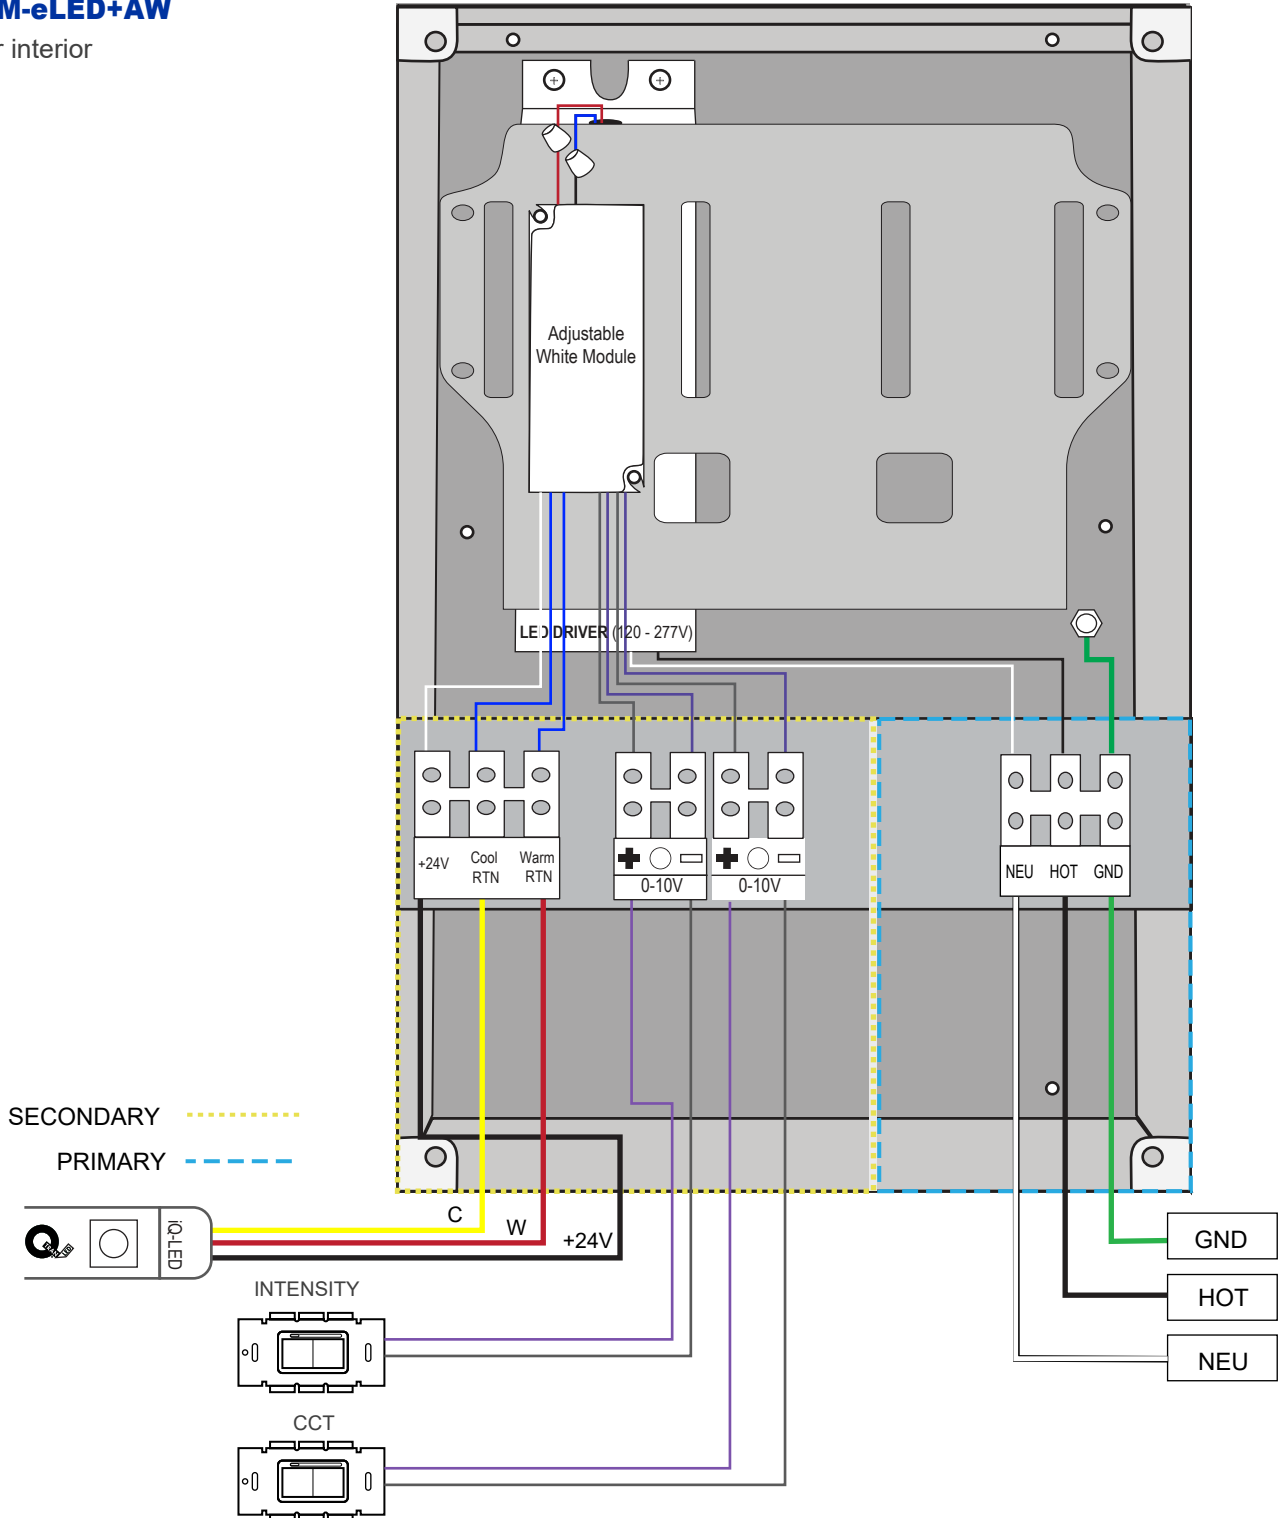 M-eLED+AW
r interior
Adjustable
White Module
LED DRIVER (120 - 277V)
+24V
Cool
RTN
Warm
RTN
0-10V
0-10V
NEU HOT GND
SECONDARY
PRIMARY
C
W
+24V
iQ-LED
GND
HOT
NEU
INTENSITY
CCT